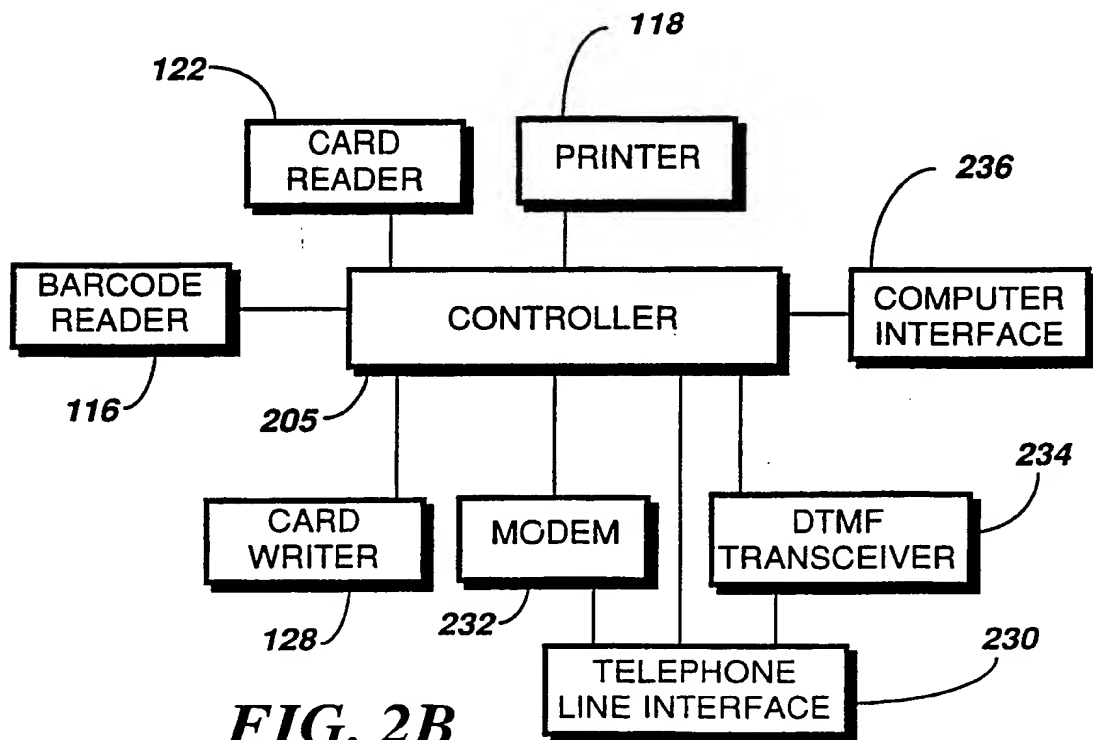 118
122
CARD
READER
PRINTER
236
BARCODE
READER
CONTROLLER
COMPUTER
INTERFACE
116
205
234
CARD
WRITER
MODEM
DTMF
TRANSCEIVER
128
232
230
TELEPHONE
LINE INTERFACE
FIG. 2B